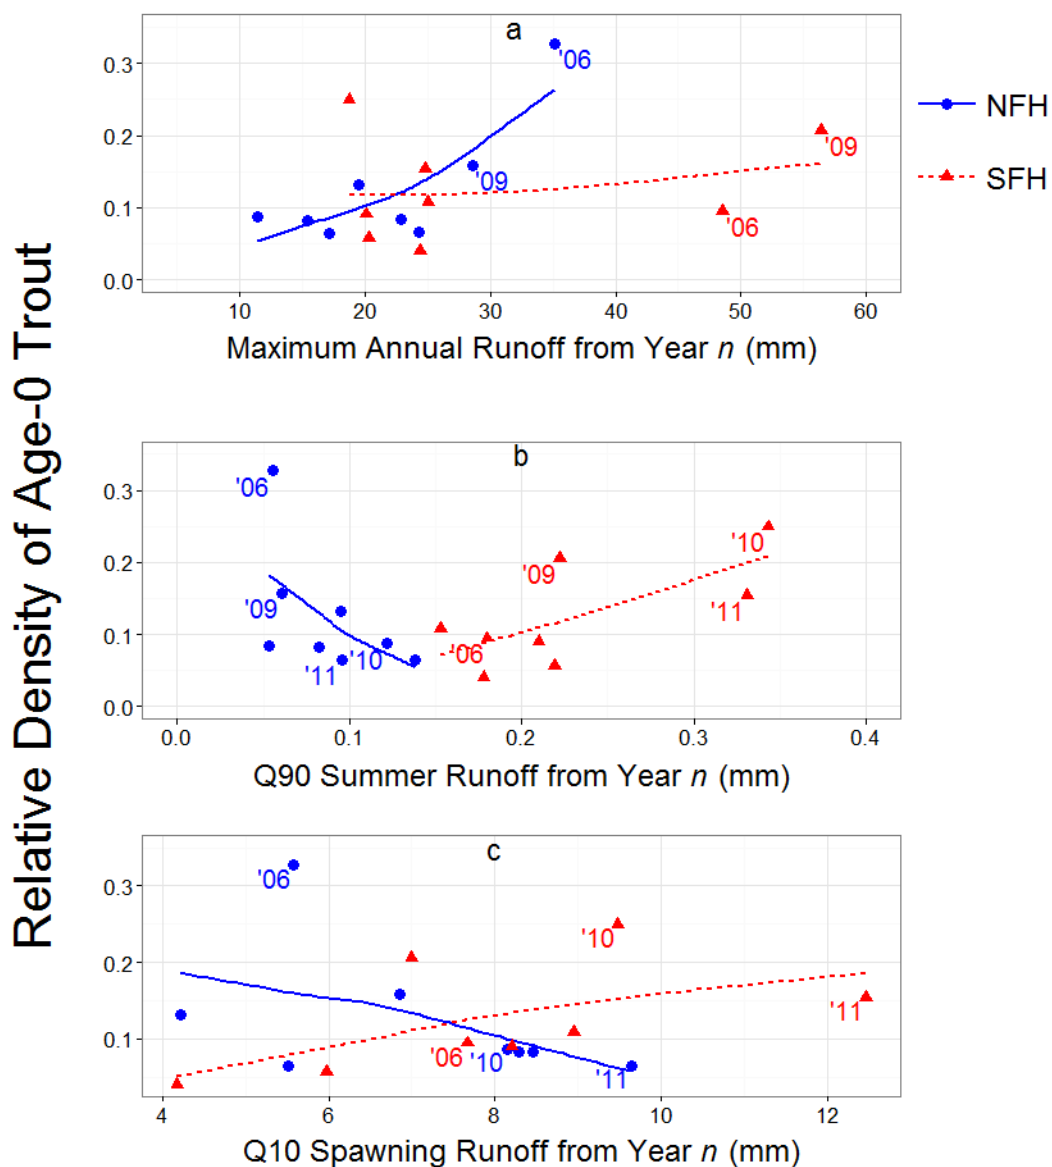 Relative Density of Age-0 Trout
a
0.3
0.2
0.1
0.0
'06
'09
'09
'06
10 20 30 40 50 60
Maximum Annual Runoff from Year n (mm)
NFH
SFH
b
0.3
0.2
0.1
0.0
'06
'09
'11
'10
'09
'06
'10
'11
0.0 0.1 0.2 0.3 0.4
Q90 Summer Runoff from Year n (mm)
c
0.3
0.2
0.1
'06
'10
'06
'10
'11
'11
4 6 8 10 12
Q10 Spawning Runoff from Year n (mm)